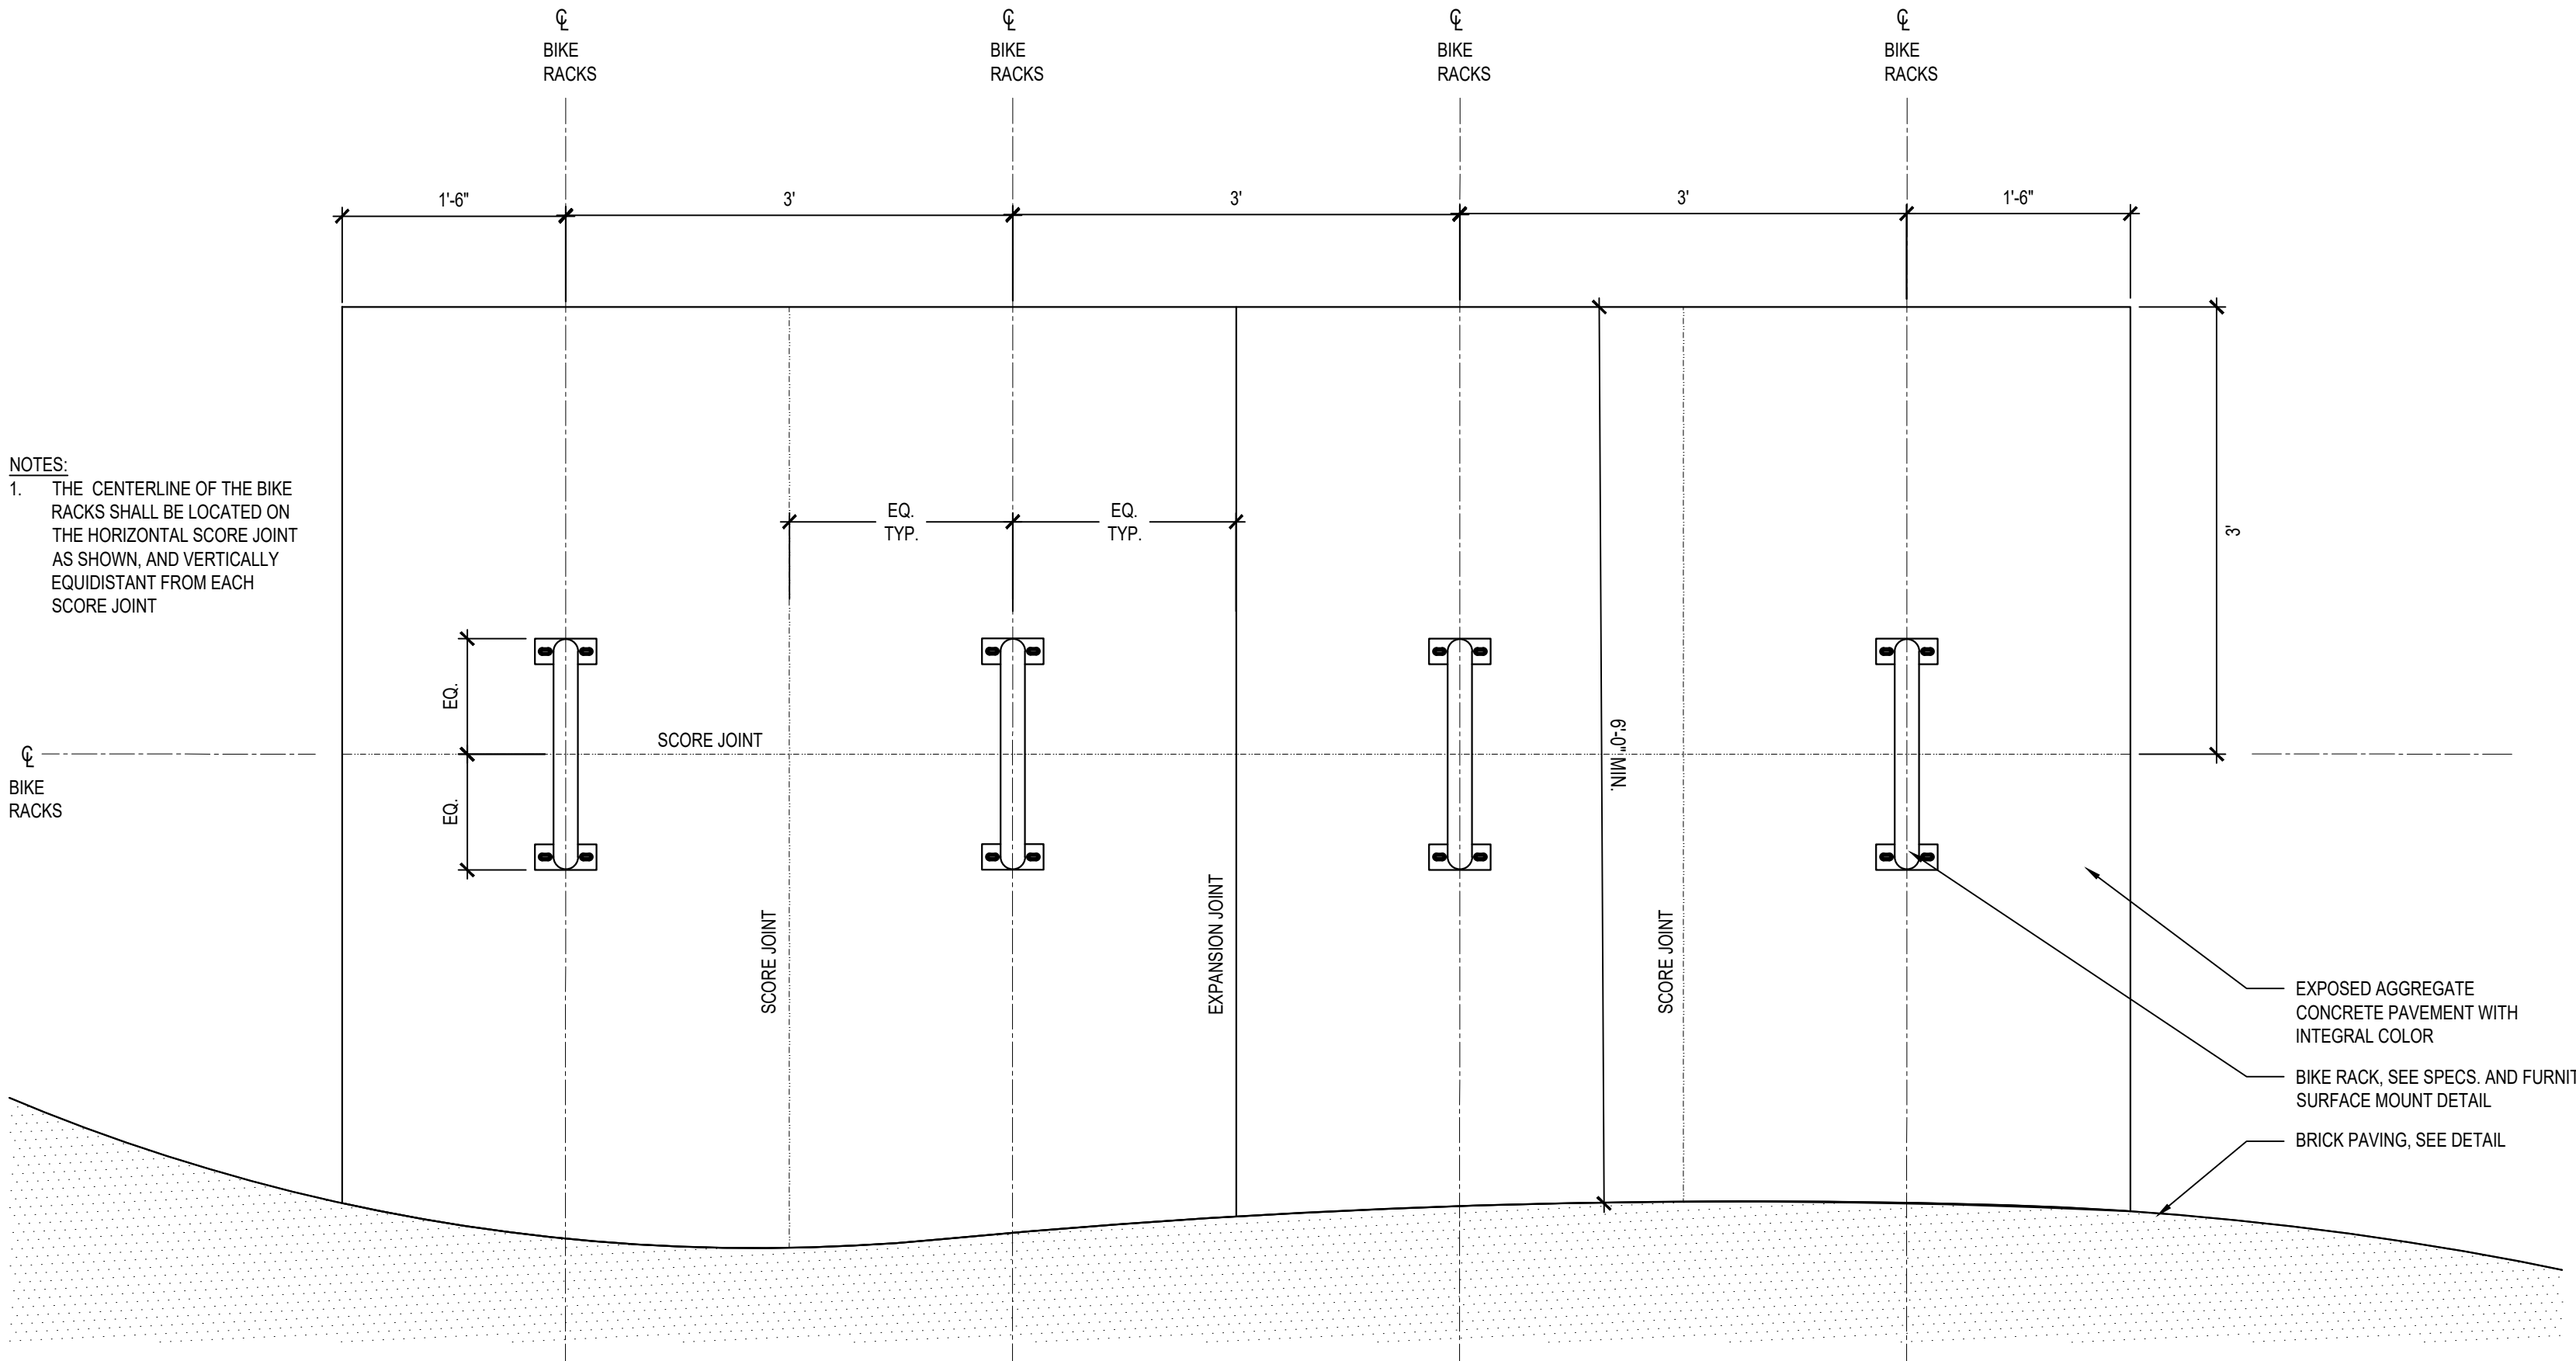 ℄
BIKE
RACKS
℄
BIKE
RACKS
℄
BIKE
RACKS
℄
BIKE
RACKS
1'-6"
3'
3'
3'
1'-6"
NOTES:
1. THE CENTERLINE OF THE BIKE
RACKS SHALL BE LOCATED ON
THE HORIZONTAL SCORE JOINT
AS SHOWN, AND VERTICALLY
EQUIDISTANT FROM EACH
SCORE JOINT
EQ.
TYP.
EQ.
TYP.
3'
EQ.
EQ.
SCORE JOINT
6'-0" MIN.
℄
BIKE
RACKS
SCORE JOINT
EXPANSION JOINT
SCORE JOINT
EXPOSED AGGREGATE
CONCRETE PAVEMENT WITH
INTEGRAL COLOR
BIKE RACK, SEE SPECS. AND FURNIT
SURFACE MOUNT DETAIL
BRICK PAVING, SEE DETAIL